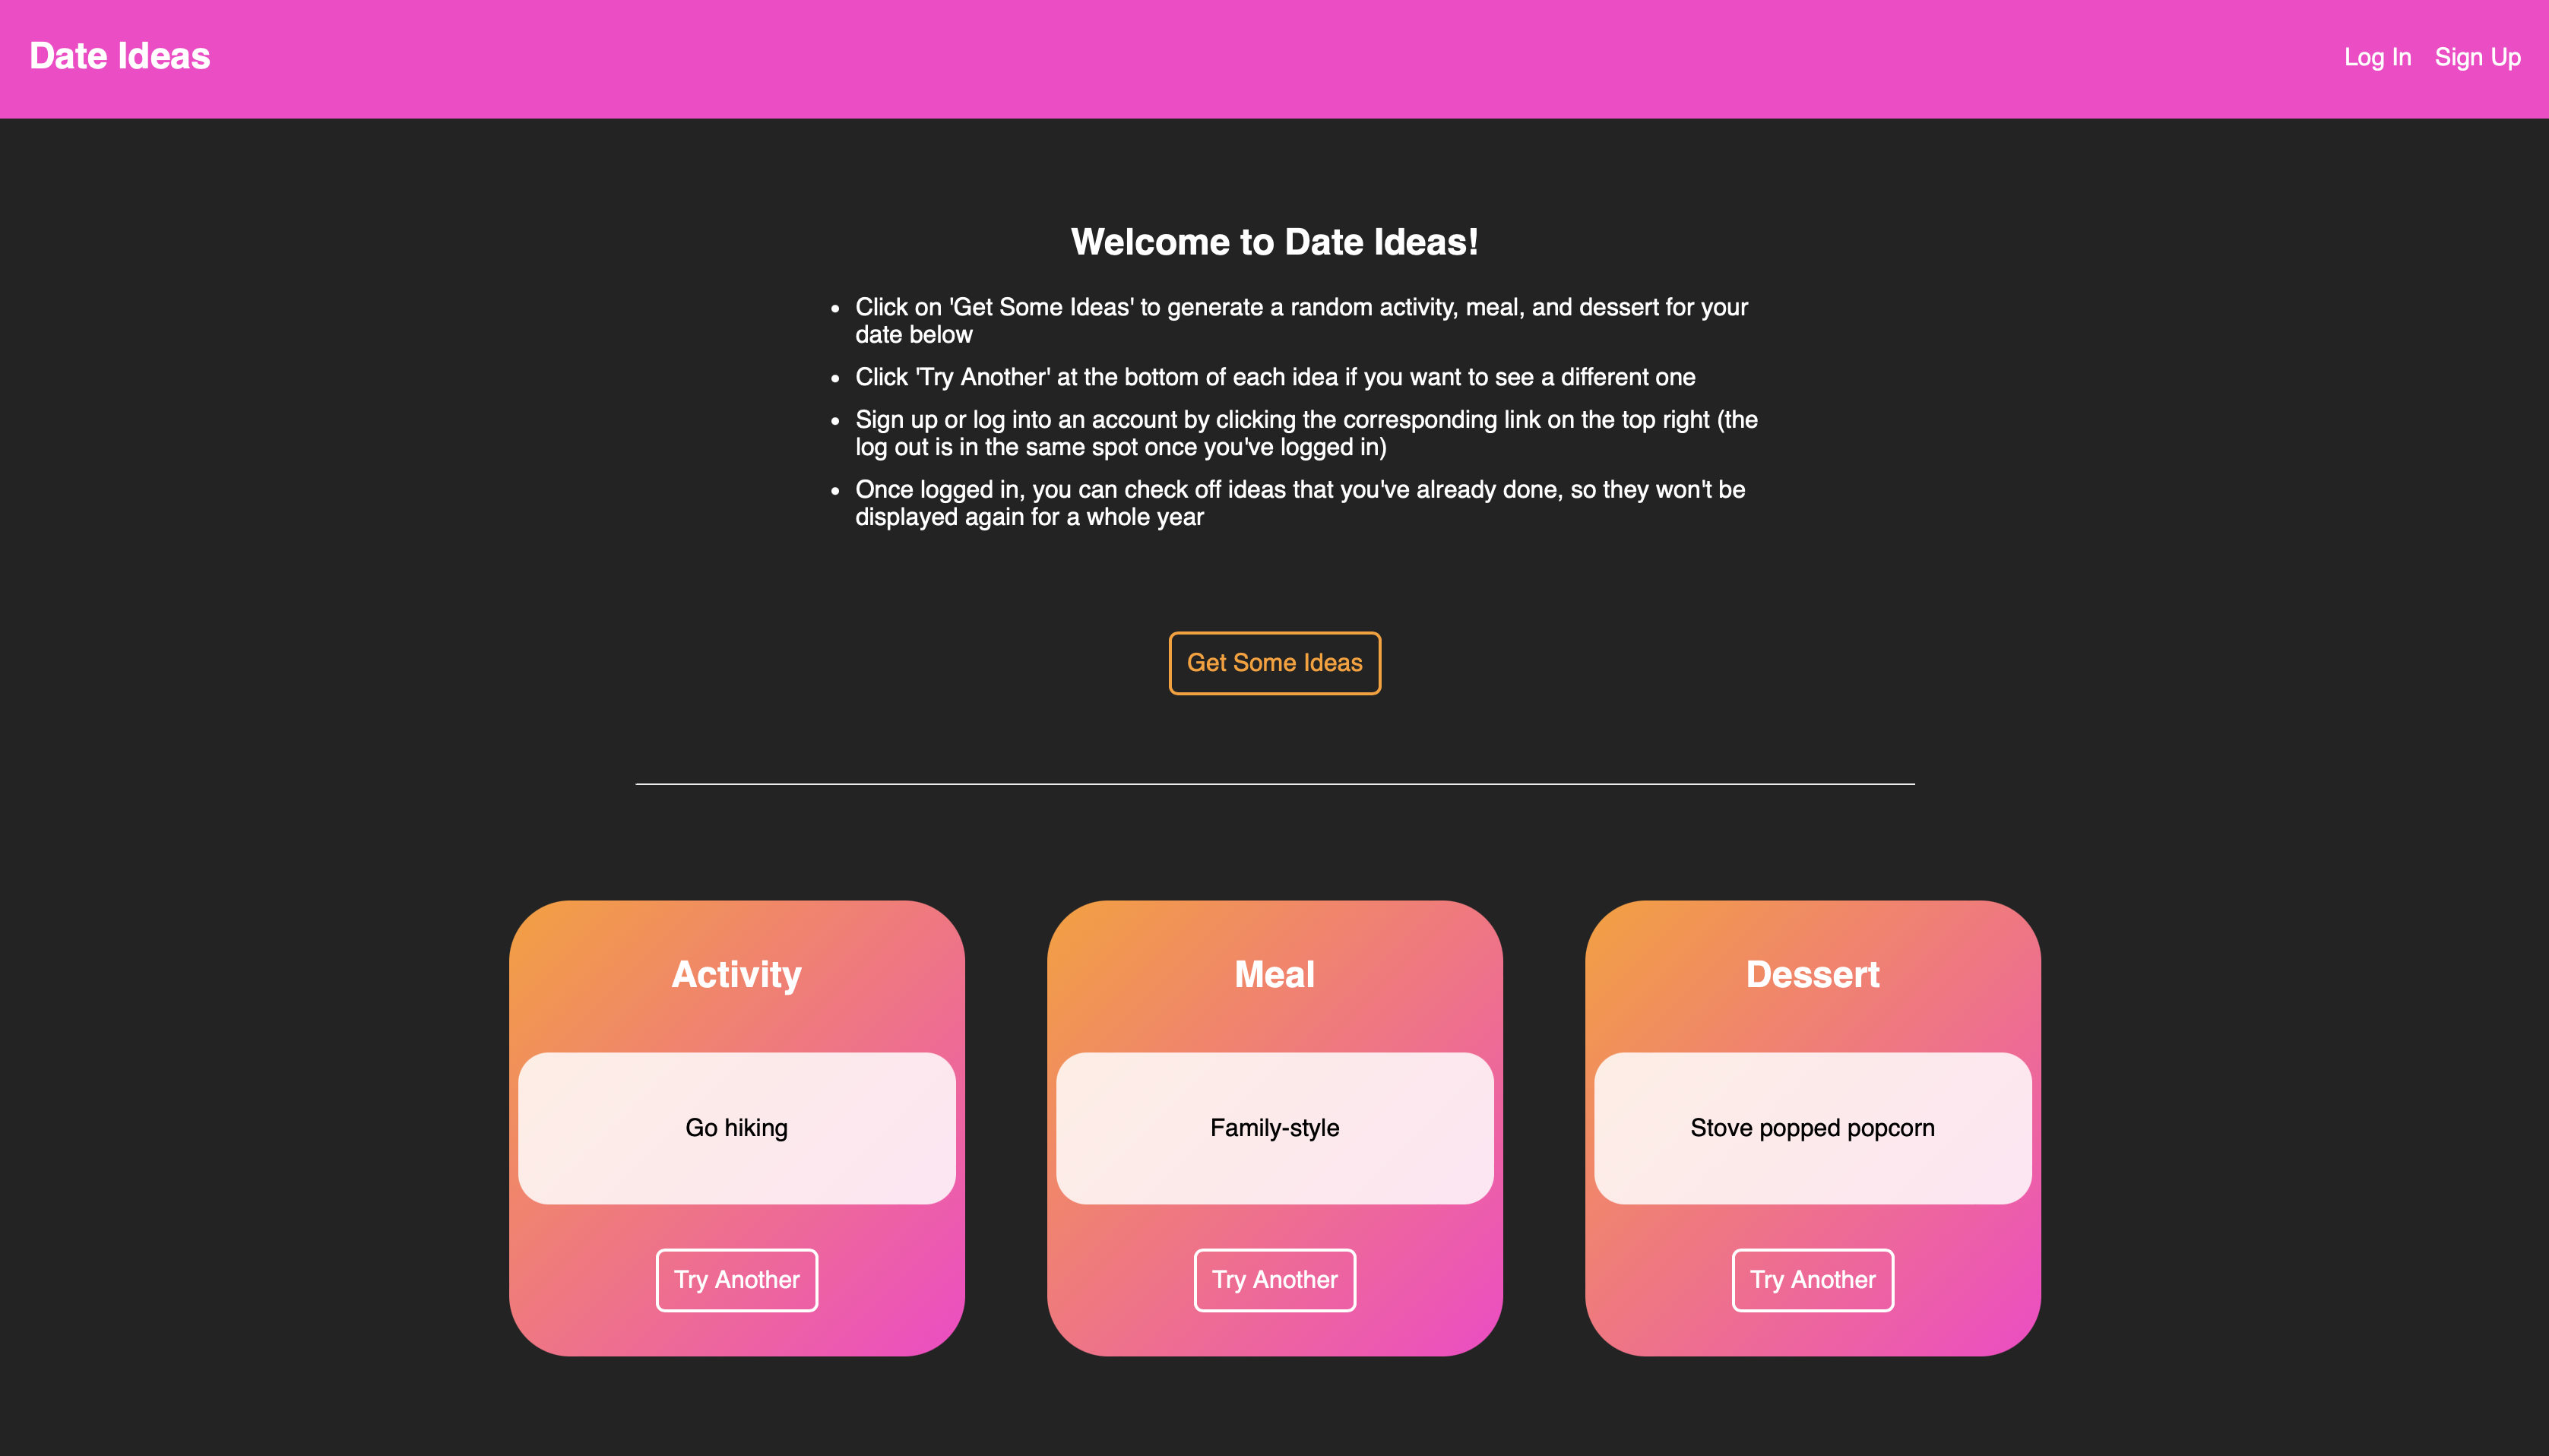 Date Ideas
Log In
Sign Up
Welcome to Date Ideas!
Click on 'Get Some Ideas' to generate a random activity, meal, and dessert for your
date below
Click 'Try Another' at the bottom of each idea if you want to see a different one
Sign up or log into an account by clicking the corresponding link on the top right (the
log out is in the same spot once you've logged in)
Once logged in, you can check off ideas that you've already done, so they won't be
displayed again for a whole year
Get Some Ideas
Activity
Go hiking
Try Another
Meal
Family-style
Try Another
Dessert
Stove popped popcorn
Try Another